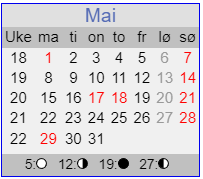 Mai
Uke ma ti on to fr lø sø
18 1 2 3 4 5 6 7
19 8 9 10 11 12 13 14
20 15 16 17 18 19 20 21
21 22 23 24 25 26 27 28
22 29 30 31
5: 12: 19: 27: